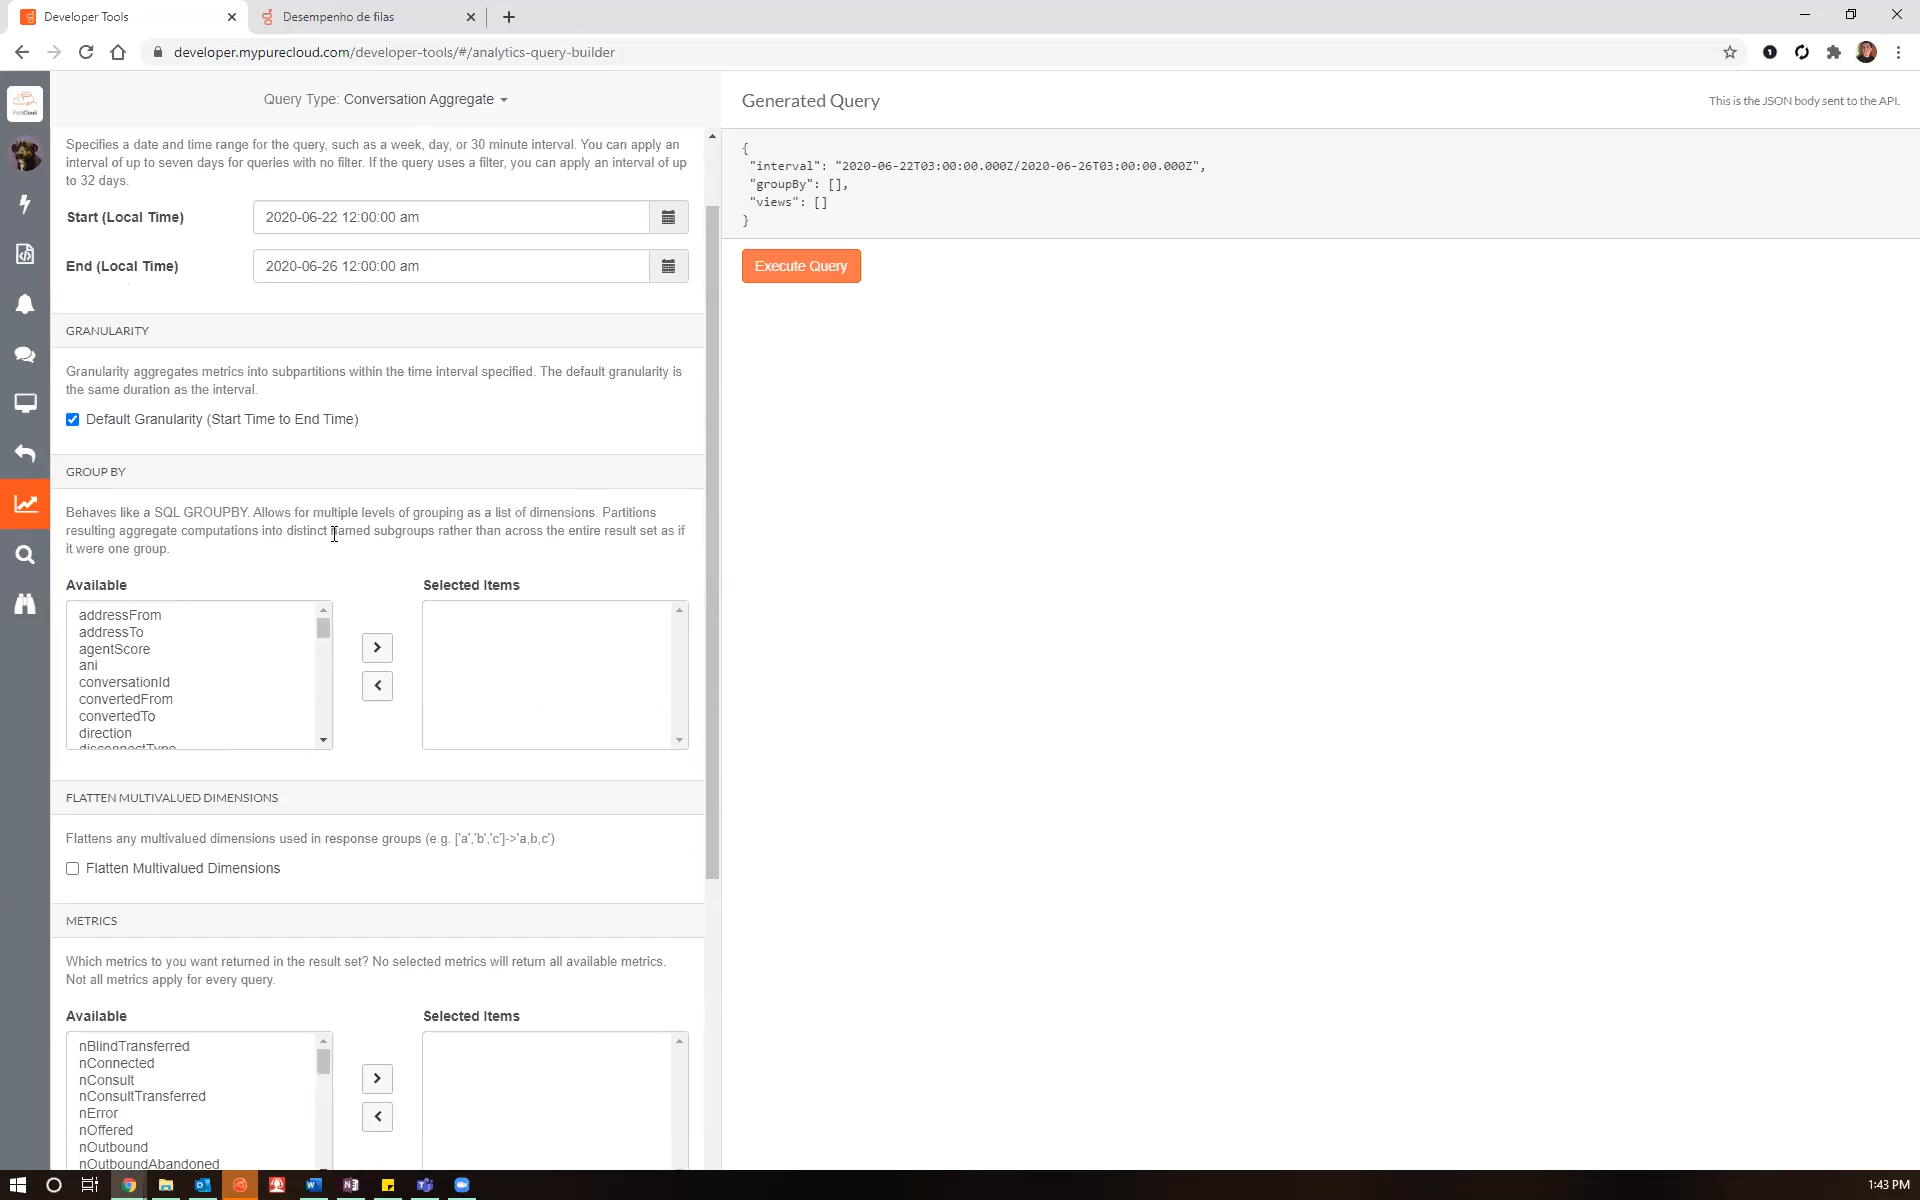 Developer Tools
Desempenho de filas
developer.mypurecloud.com/developer-tools/#/analytics-query-builder
Query Type: Conversation Aggregate
Generated Query
This is the JSON body sent to the API.
PureCloud
Specifies a date and time range for the query, such as a week, day, or 30 minute interval. You can apply an
interval of up to seven days for queries with no filter. If the query uses a filter, you can apply an interval of up
to 32 days.
Start (Local Time)
2020-06-22 12:00:00 am
End (Local Time)
2020-06-26 12:00:00 am
{
"interval": "2020-06-22T03:00:00.000Z/2020-06-26T03:00:00.000Z",
"groupBy": [],
"views": []
}
Execute Query
GRANULARITY
Granularity aggregates metrics into subpartitions within the time interval specified. The default granularity is
the same duration as the interval.
Default Granularity (Start Time to End Time)
GROUP BY
Behaves like a SQL GROUPBY. Allows for multiple levels of grouping as a list of dimensions. Partitions
resulting aggregate computations into distinct named subgroups rather than across the entire result set as if
it were one group.
Available
Selected Items
addressFrom
addressTo
agentScore
ani
conversationId
convertedFrom
convertedTo
direction
disconnectType
FLATTEN MULTIVALUED DIMENSIONS
Flattens any multivalued dimensions used in response groups (e.g. ['a','b','c']->'a,b,c')
Flatten Multivalued Dimensions
METRICS
Which metrics to you want returned in the result set? No selected metrics will return all available metrics.
Not all metrics apply for every query.
Available
Selected Items
nBlindTransferred
nConnected
nConsult
nConsultTransferred
nError
nOffered
nOutbound
nOutboundAbandoned
1:43 PM